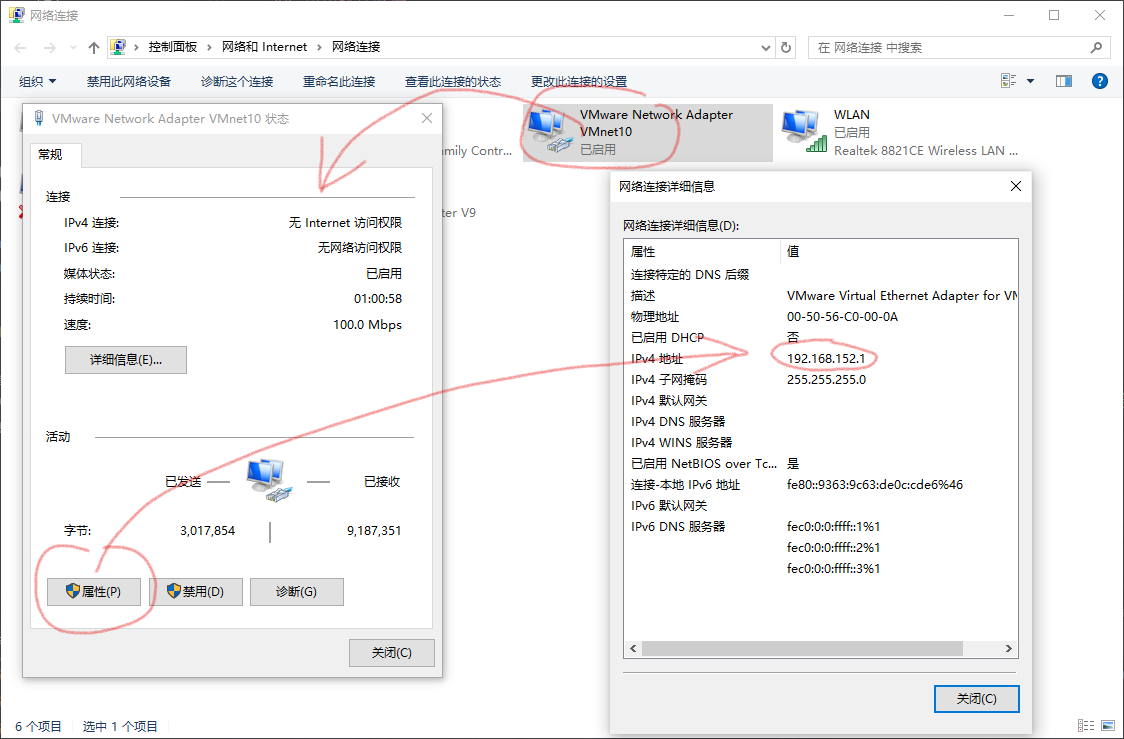 网络连接
控制面板 > 网络和 Internet > 网络连接
在 网络连接 中搜索
组织 禁用此网络设备 诊断这个连接 重命名此连接 查看此连接的状态 更改此连接的设置
VMware Network Adapter
VMnet10
已启用
WLAN
已启用
Realtek 8821CE Wireless LAN ...
amily Contr...
ter V9
VMware Network Adapter VMnet10 状态
常规
连接
IPv4 连接: 无 Internet 访问权限
IPv6 连接: 无网络访问权限
媒体状态: 已启用
持续时间: 01:00:58
速度: 100.0 Mbps
详细信息(E)...
活动
已发送 — — 已接收
字节: 3,017,854 | 9,187,351
属性(P) 禁用(D) 诊断(G)
关闭(C)
网络连接详细信息
网络连接详细信息(D):
属性 值
连接特定的 DNS 后缀
描述 VMware Virtual Ethernet Adapter for VM
物理地址 00-50-56-C0-00-0A
已启用 DHCP 否
IPv4 地址 192.168.152.1
IPv4 子网掩码 255.255.255.0
IPv4 默认网关
IPv4 DNS 服务器
IPv4 WINS 服务器
已启用 NetBIOS over Tc... 是
连接-本地 IPv6 地址 fe80::9363:9c63:de0c:cde6%46
IPv6 默认网关
IPv6 DNS 服务器 fec0:0:0:ffff::1%1
fec0:0:0:ffff::2%1
fec0:0:0:ffff::3%1
关闭(C)
6 个项目 选中 1 个项目